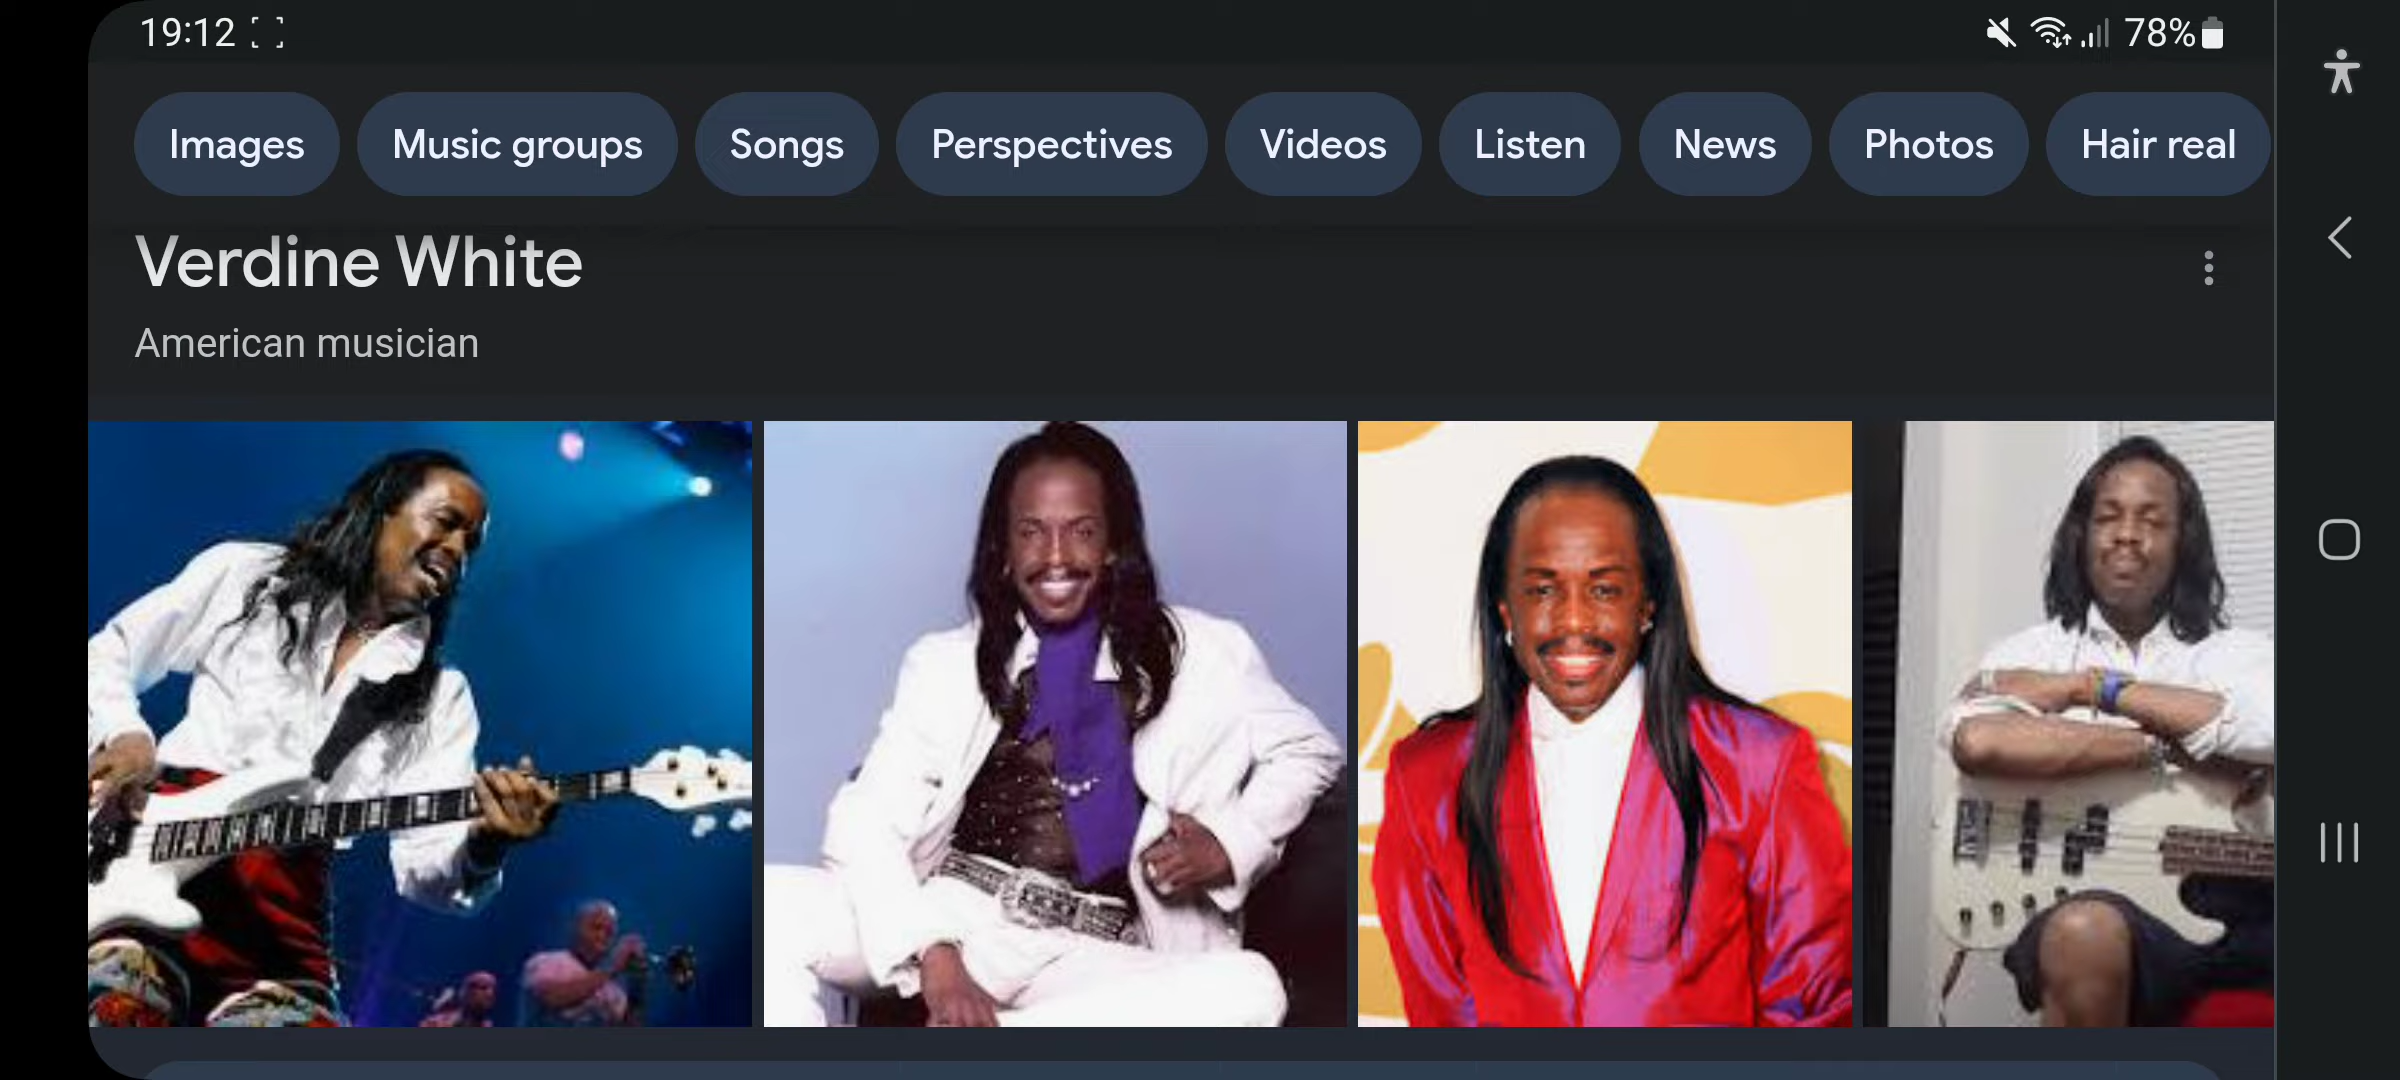 19:12 78%
Images Music groups Songs Perspectives Videos Listen News Photos Hair real
Verdine White
American musician